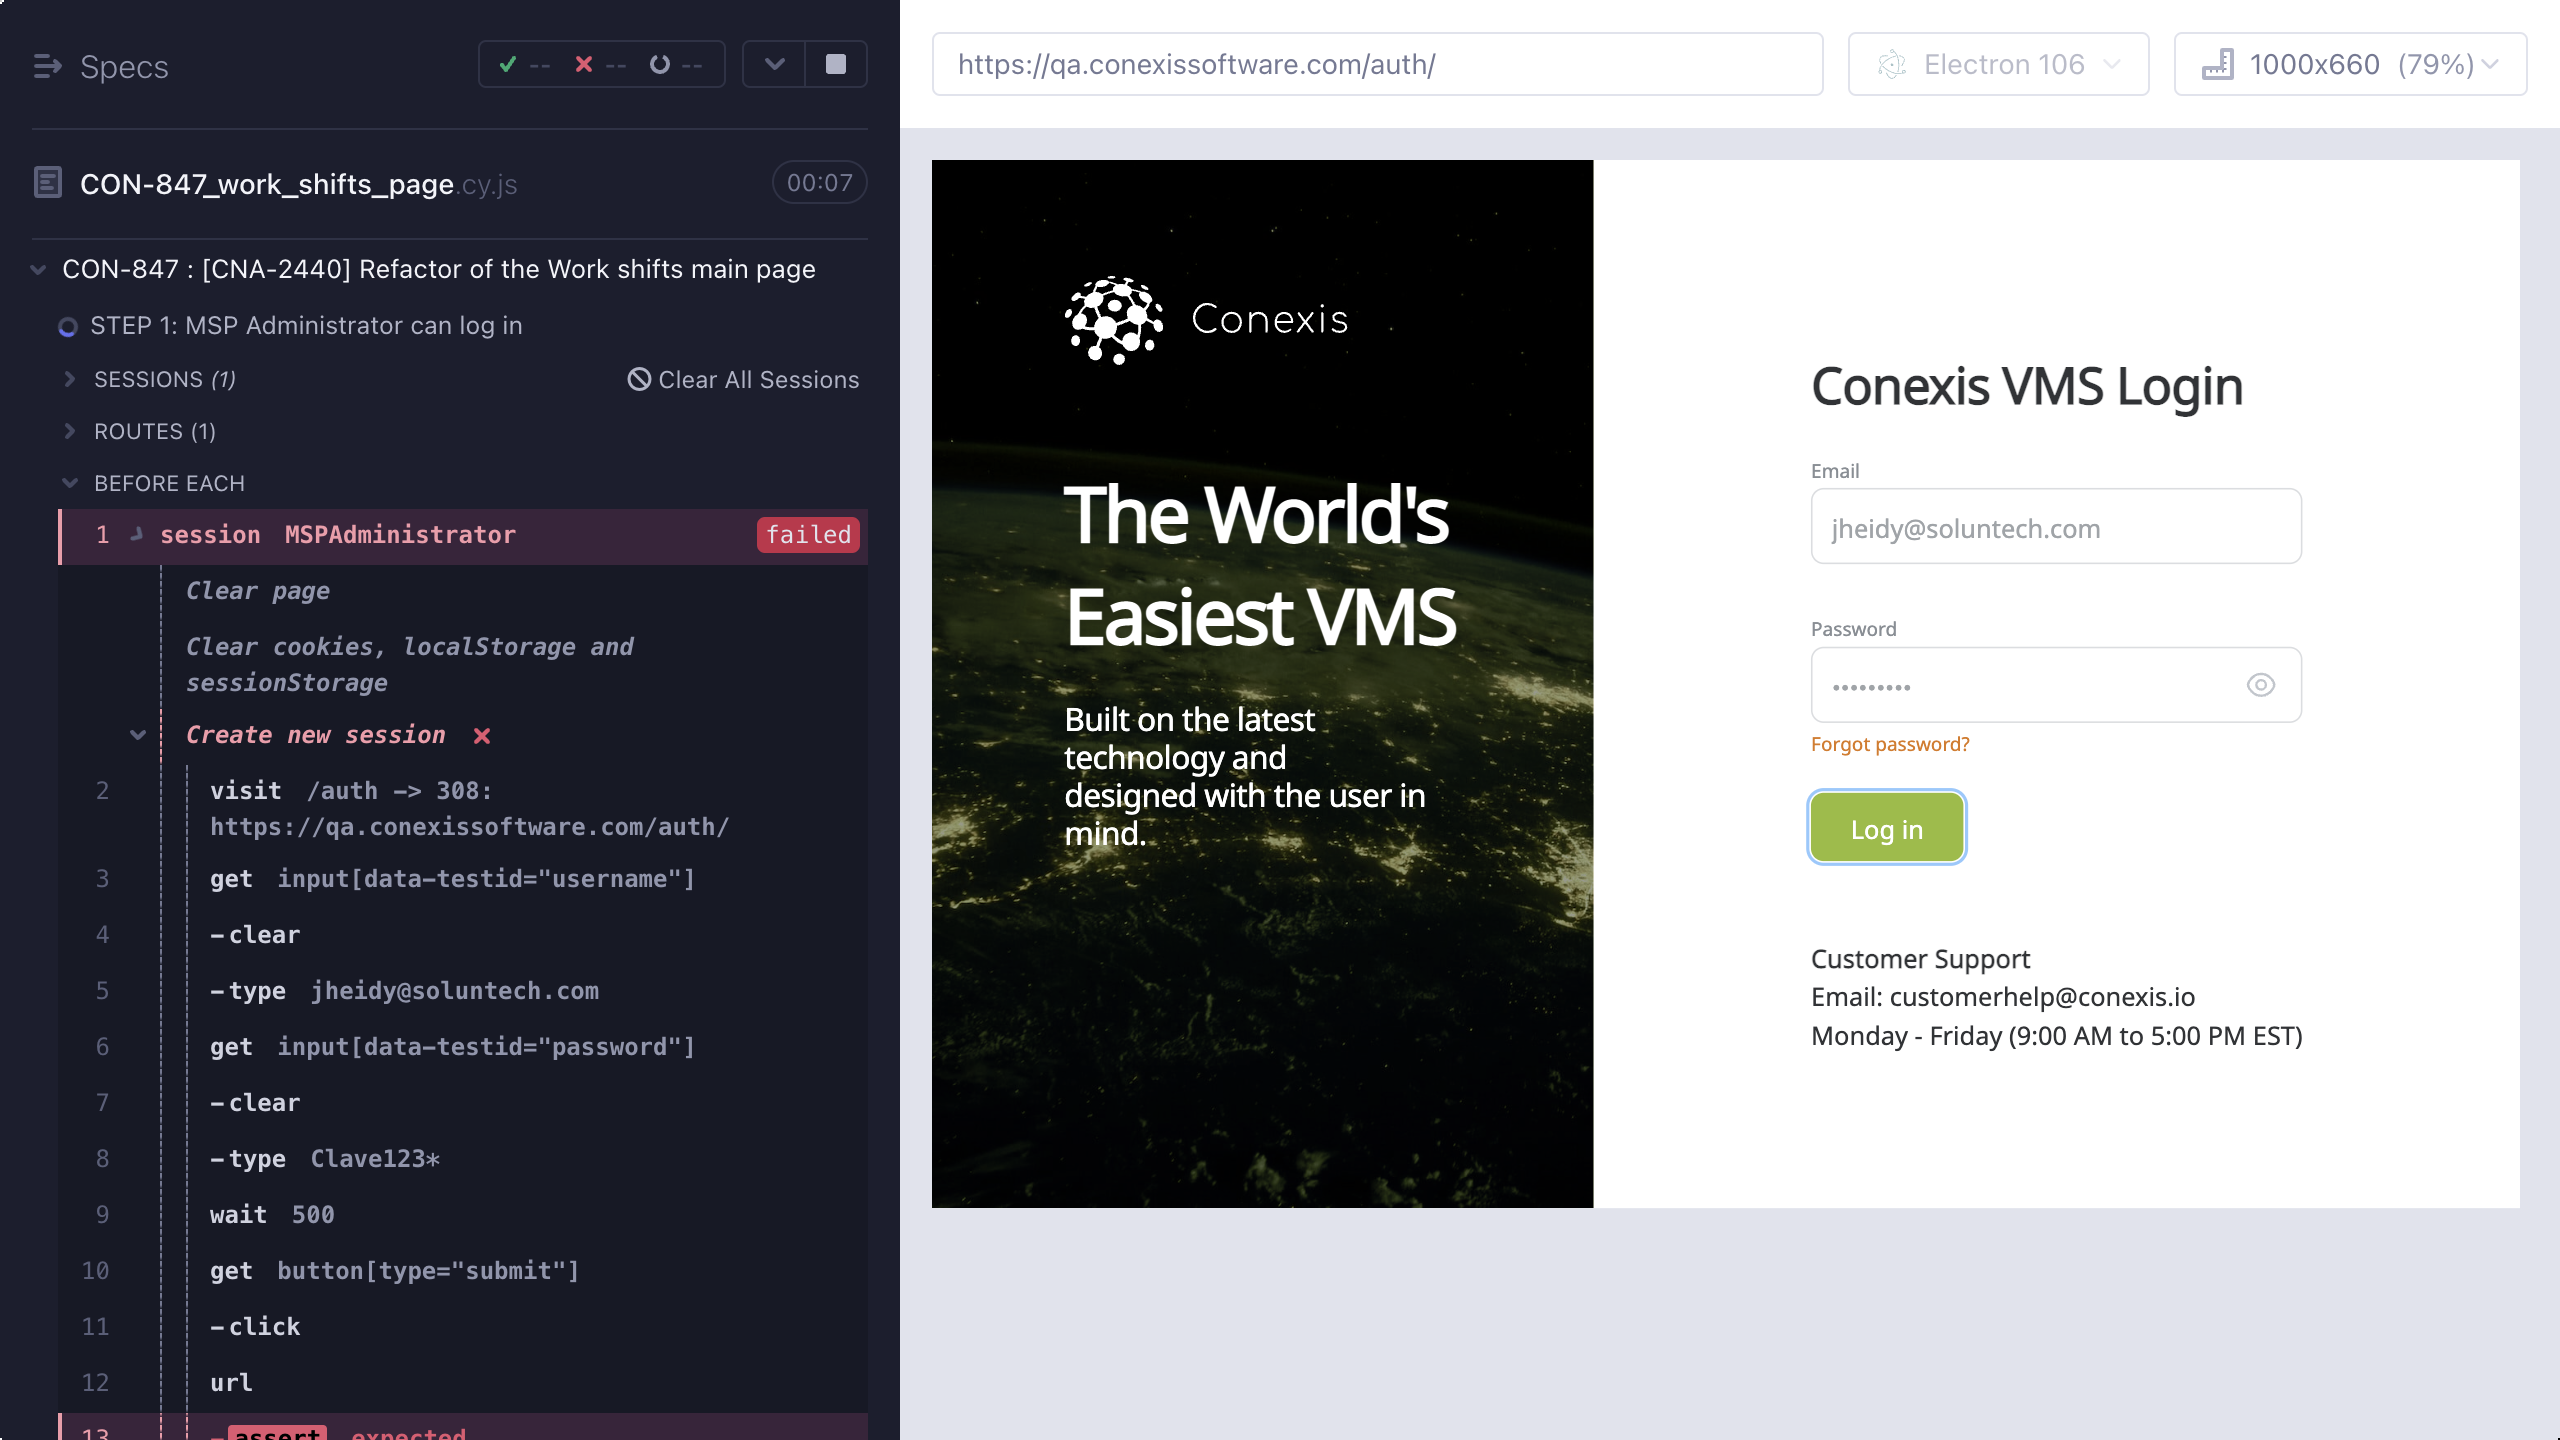 Specs
-- -- --
CON-847_work_shifts_page.cy.js
00:07
CON-847 : [CNA-2440] Refactor of the Work shifts main page
STEP 1: MSP Administrator can log in
SESSIONS (1)
Clear All Sessions
ROUTES (1)
BEFORE EACH
1 session MSPAdministrator failed
Clear page
Clear cookies, localStorage and
sessionStorage
Create new session
2 visit /auth -> 308:
https://qa.conexissoftware.com/auth/
3 get input[data-testid="username"]
4 -clear
5 -type jheidy@soluntech.com
6 get input[data-testid="password"]
7 -clear
8 -type Clave123*
9 wait 500
10 get button[type="submit"]
11 -click
12 url
13 -assert expected
https://qa.conexissoftware.com/auth/
Electron 106
1000x660 (79%)
Conexis
The World's
Easiest VMS
Built on the latest
technology and
designed with the user in
mind.
Conexis VMS Login
Email
jheidy@soluntech.com
Password
•••••••••
Forgot password?
Log in
Customer Support
Email: customerhelp@conexis.io
Monday - Friday (9:00 AM to 5:00 PM EST)